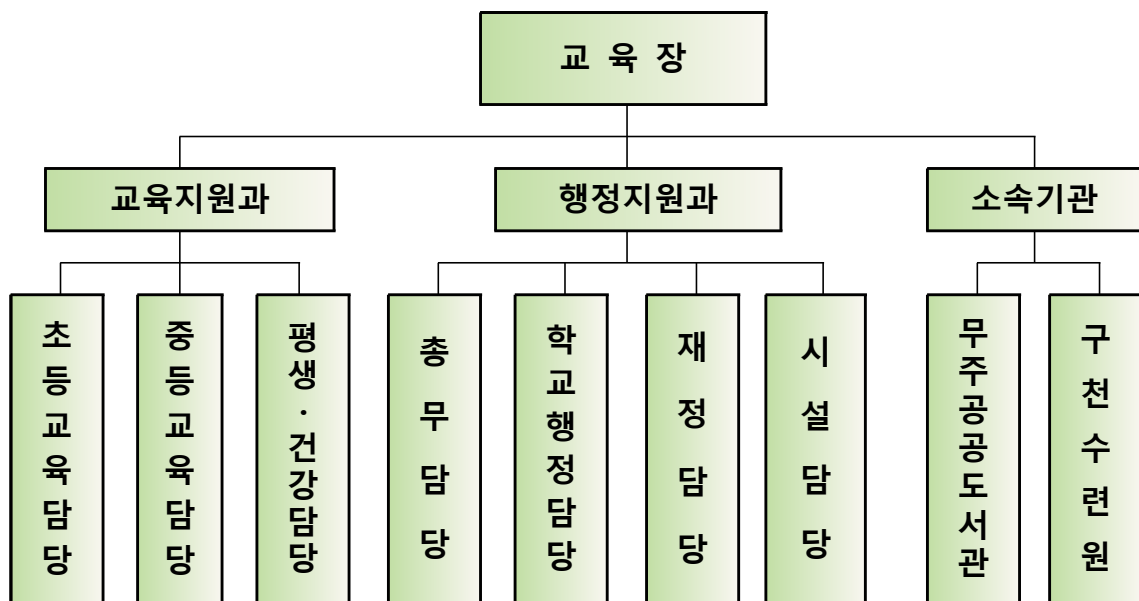 교 육 장
교육지원과
행정지원과
소속기관
초등교육담당
중등교육담당
평생·건강담당
총무담당
학교행정담당
재정담당
시설담당
무주공공도서관
구천수련원